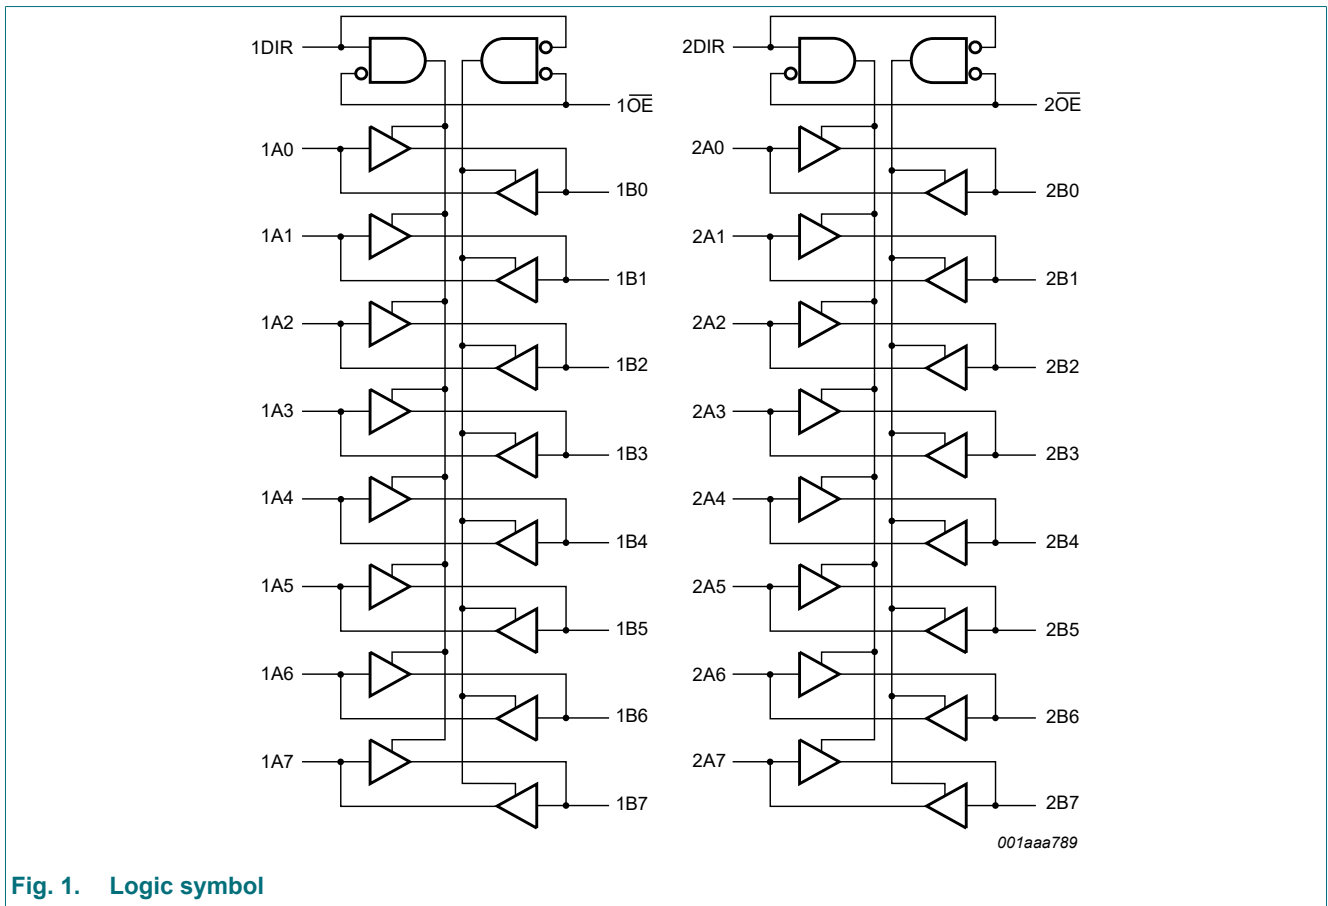 1DIR 2DIR
1O̅E̅ 2O̅E̅
1A0 2A0
1B0 2B0
1A1 2A1
1B1 2B1
1A2 2A2
1B2 2B2
1A3 2A3
1B3 2B3
1A4 2A4
1B4 2B4
1A5 2A5
1B5 2B5
1A6 2A6
1B6 2B6
1A7 2A7
1B7 2B7
001aaa789
Fig. 1. Logic symbol